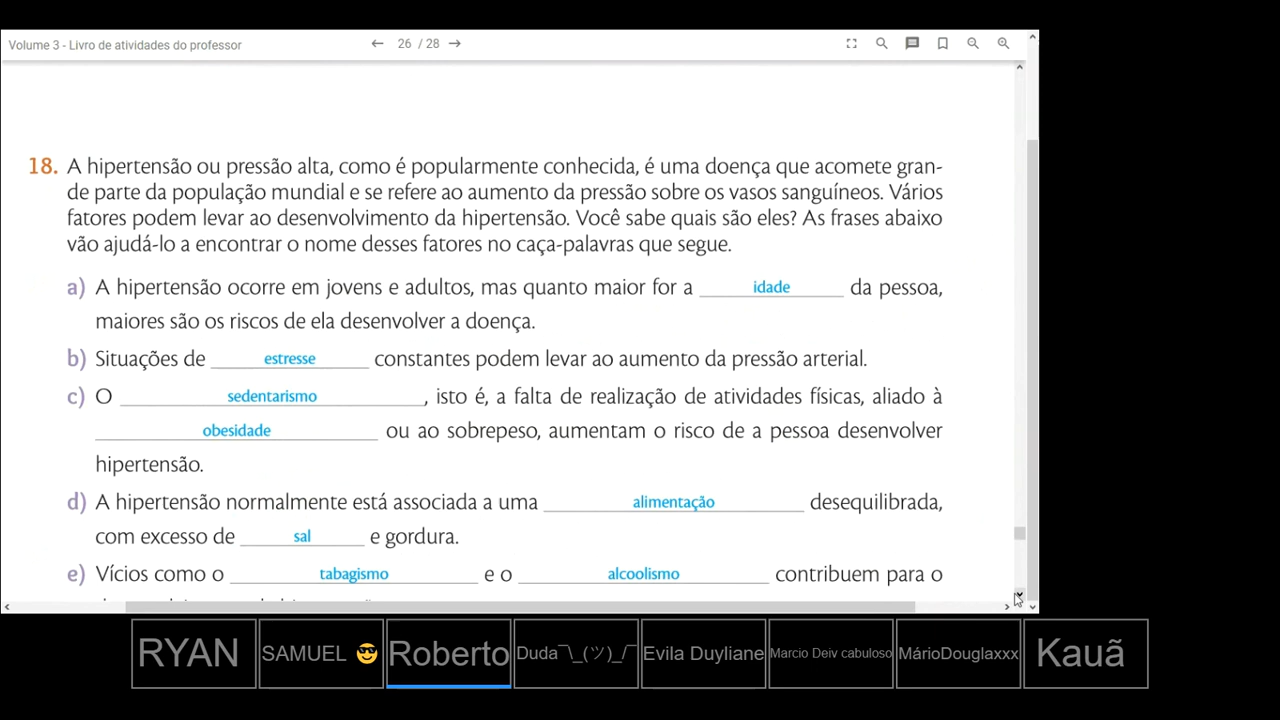 Volume 3 - Livro de atividades do professor
26 / 28
18. A hipertensão ou pressão alta, como é popularmente conhecida, é uma doença que acomete gran-
de parte da população mundial e se refere ao aumento da pressão sobre os vasos sanguíneos. Vários
fatores podem levar ao desenvolvimento da hipertensão. Você sabe quais são eles? As frases abaixo
vão ajudá-lo a encontrar o nome desses fatores no caça-palavras que segue.
a) A hipertensão ocorre em jovens e adultos, mas quanto maior for a idade da pessoa,
maiores são os riscos de ela desenvolver a doença.
b) Situações de estresse constantes podem levar ao aumento da pressão arterial.
c) O sedentarismo, isto é, a falta de realização de atividades físicas, aliado à
obesidade ou ao sobrepeso, aumentam o risco de a pessoa desenvolver
hipertensão.
d) A hipertensão normalmente está associada a uma alimentação desequilibrada,
com excesso de sal e gordura.
e) Vícios como o tabagismo e o alcoolismo contribuem para o
RYAN
SAMUEL 😎
Roberto
Duda¯\_(ツ)_/¯
Evila Duyliane
Marcio Deiv cabuloso
MárioDouglaxxx
Kauã